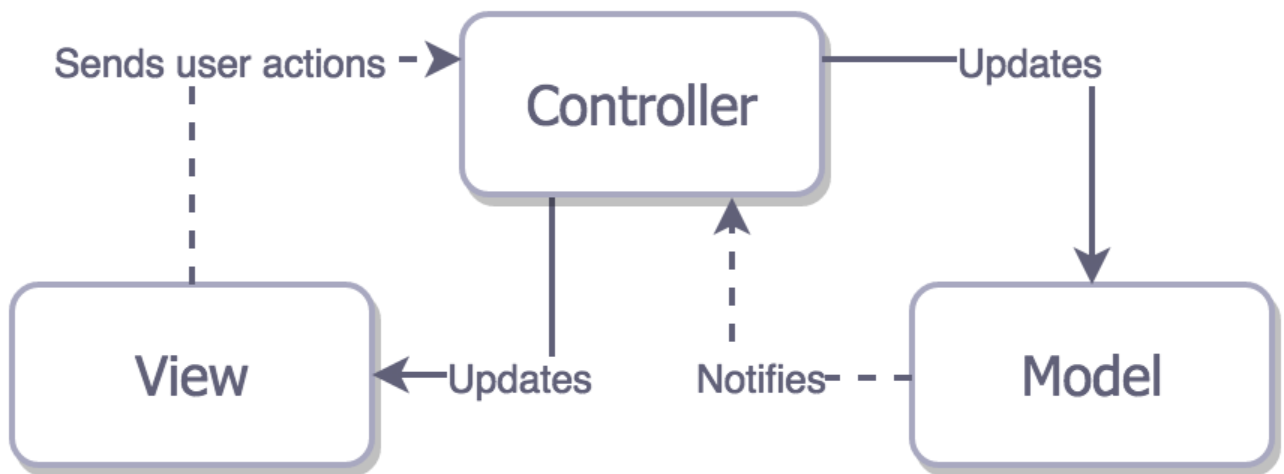 Sends user actions
Controller
Updates
View
Updates
Notifies
Model